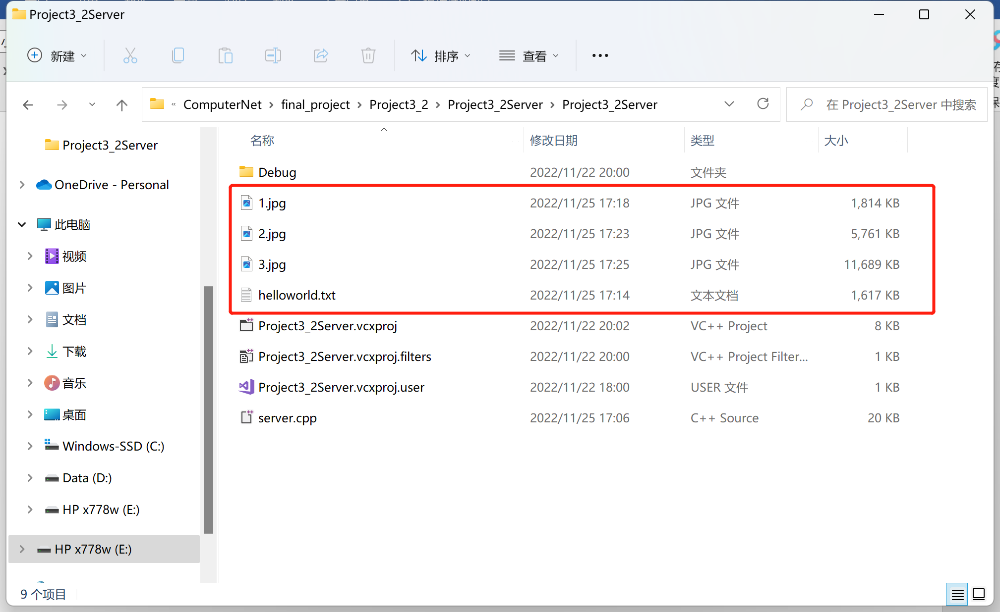 Project3_2Server
新建 排序 查看
« ComputerNet › final_project › Project3_2 › Project3_2Server › Project3_2Server
在 Project3_2Server 中搜索
Project3_2Server
OneDrive - Personal
此电脑
视频
图片
文档
下载
音乐
桌面
Windows-SSD (C:)
Data (D:)
HP x778w (E:)
HP x778w (E:)
名称 修改日期 类型 大小
Debug 2022/11/22 20:00 文件夹
1.jpg 2022/11/25 17:18 JPG 文件 1,814 KB
2.jpg 2022/11/25 17:23 JPG 文件 5,761 KB
3.jpg 2022/11/25 17:25 JPG 文件 11,689 KB
helloworld.txt 2022/11/25 17:14 文本文档 1,617 KB
Project3_2Server.vcxproj 2022/11/22 20:02 VC++ Project 8 KB
Project3_2Server.vcxproj.filters 2022/11/22 20:00 VC++ Project Filter... 1 KB
Project3_2Server.vcxproj.user 2022/11/22 18:00 USER 文件 1 KB
server.cpp 2022/11/25 17:06 C++ Source 20 KB
9 个项目